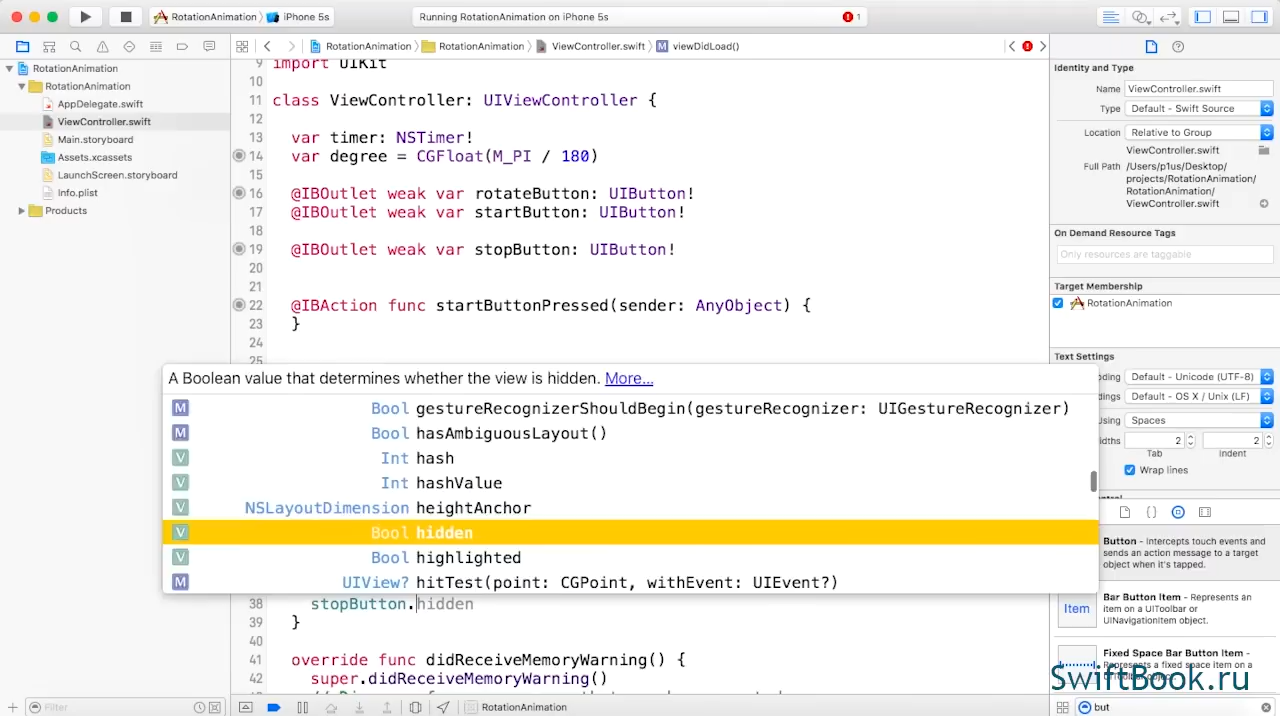 RotationAnimation
iPhone 5s
Running RotationAnimation on iPhone 5s
1
RotationAnimation
RotationAnimation
ViewController.swift
M viewDidLoad()
RotationAnimation
RotationAnimation
AppDelegate.swift
ViewController.swift
Main.storyboard
Assets.xcassets
LaunchScreen.storyboard
Info.plist
Products
Filter
9 import UIKit
10
11 class ViewController: UIViewController {
12
13 var timer: NSTimer!
14 var degree = CGFloat(M_PI / 180)
15
16 @IBOutlet weak var rotateButton: UIButton!
17 @IBOutlet weak var startButton: UIButton!
18
19 @IBOutlet weak var stopButton: UIButton!
20
21
22 @IBAction func startButtonPressed(sender: AnyObject) {
23 }
24
25
A Boolean value that determines whether the view is hidden. More...
M Bool gestureRecognizerShouldBegin(gestureRecognizer: UIGestureRecognizer)
M Bool hasAmbiguousLayout()
V Int hash
V Int hashValue
V NSLayoutDimension heightAnchor
V Bool hidden
V Bool highlighted
M UIView? hitTest(point: CGPoint, withEvent: UIEvent?)
38 stopButton.hidden
39 }
40
41 override func didReceiveMemoryWarning() {
42 super.didReceiveMemoryWarning()
RotationAnimation
Identity and Type
Name ViewController.swift
Type Default - Swift Source
Location Relative to Group
ViewController.swift
Full Path /Users/p1us/Desktop/
projects/RotationAnimation/
RotationAnimation/
ViewController.swift
On Demand Resource Tags
Only resources are taggable
Target Membership
RotationAnimation
Text Settings
Default - Unicode (UTF-8)
Default - OS X / Unix (LF)
Using Spaces
2 2
Tab Indent
Wrap lines
Button - Intercepts touch events and
sends an action message to a target
object when it's tapped.
Item
Bar Button Item - Represents an
item on a UIToolbar or
UINavigationItem object.
Fixed Space Bar Button Item -
Represents a fixed space item on a
SwiftBook.ru
but